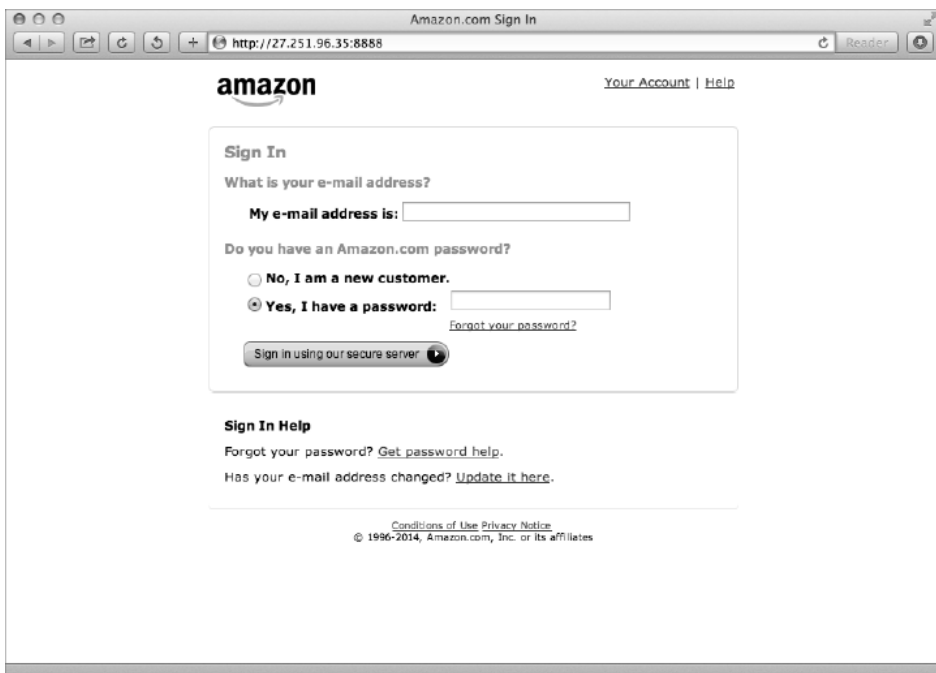 Amazon.com Sign In
http://27.251.96.35:8888
Reader
amazon
Your Account | Help
Sign In
What is your e-mail address?
My e-mail address is:
Do you have an Amazon.com password?
No, I am a new customer.
Yes, I have a password:
Forgot your password?
Sign in using our secure server
Sign In Help
Forgot your password? Get password help.
Has your e-mail address changed? Update it here.
Conditions of Use Privacy Notice
© 1996-2014, Amazon.com, Inc. or its affiliates